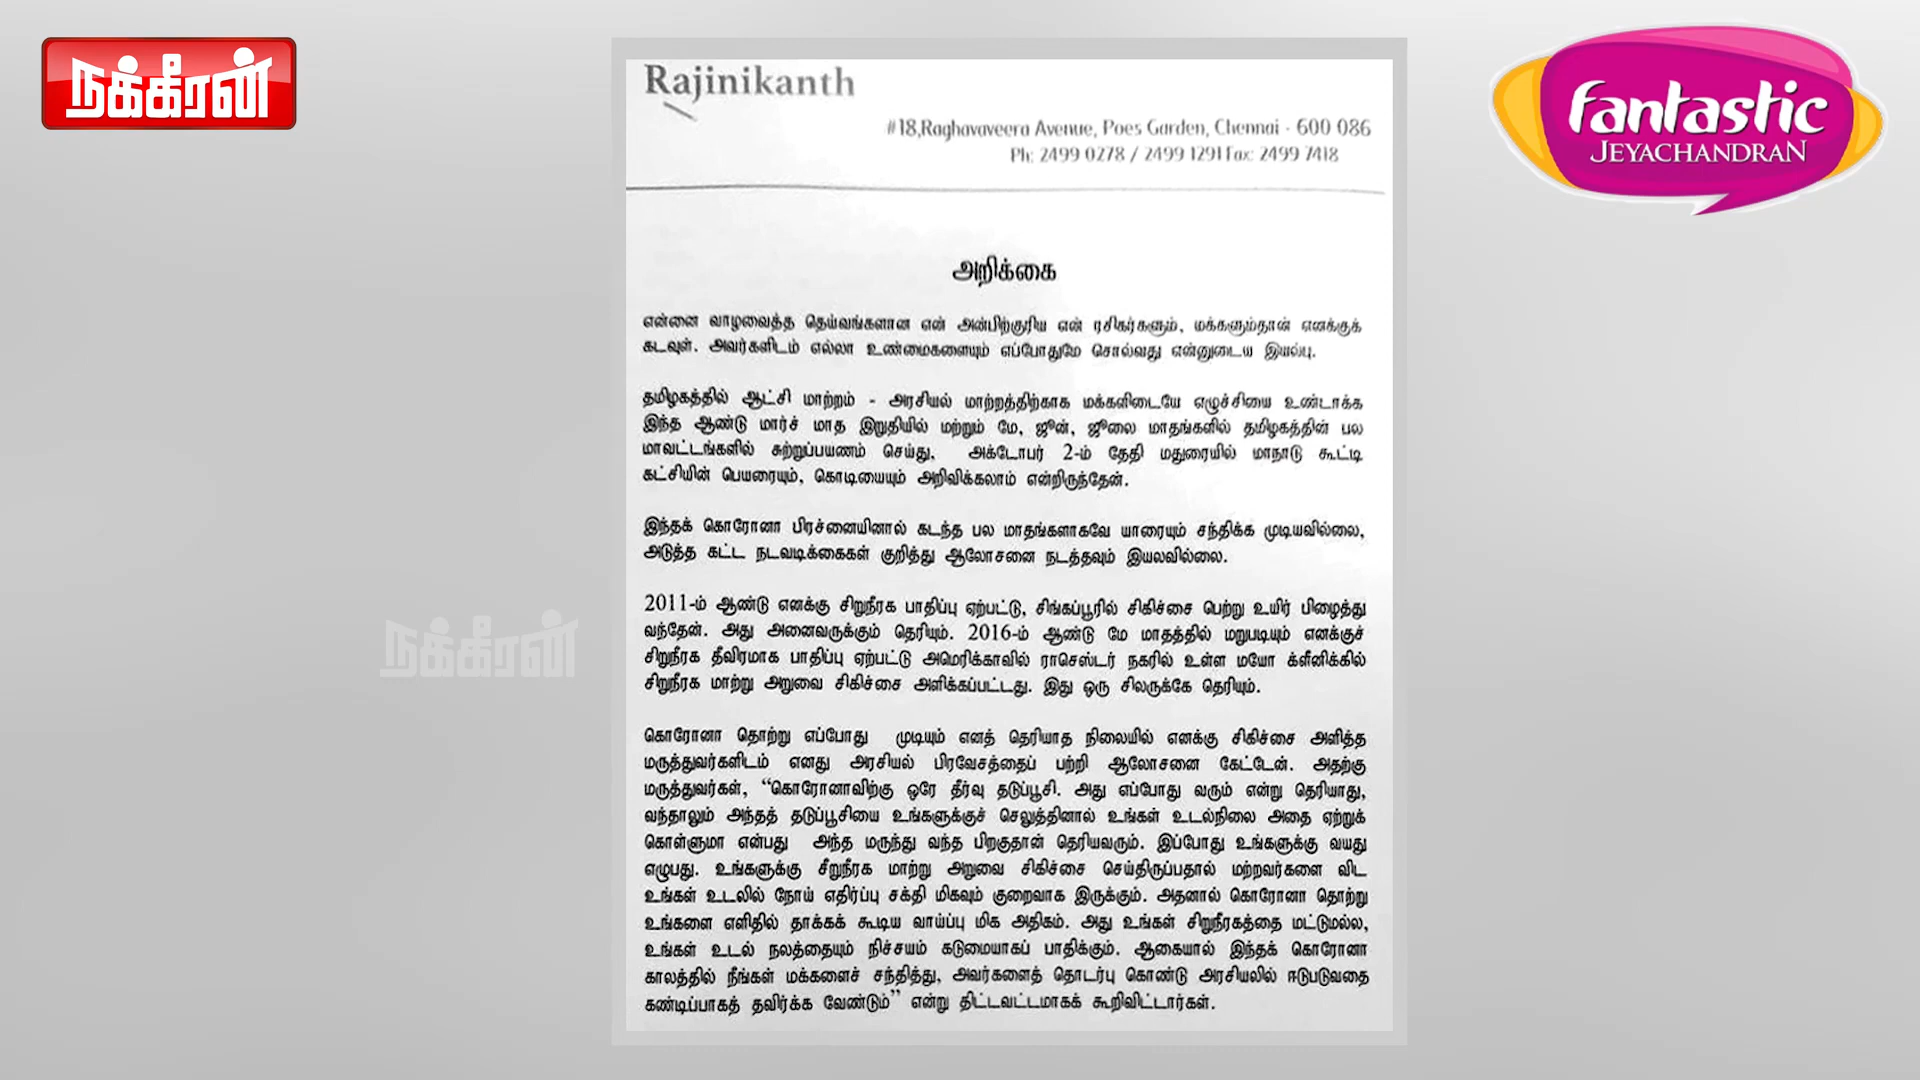 நக்கீரன்
fantastic
JEYACHANDRAN
Rajinikanth
#18,Raghavaveera Avenue, Poes Garden, Chennai - 600 086
Ph: 2499 0278 / 2499 1291 Fax: 2499 7418
அறிக்கை
என்னை வாழவைத்த தெய்வங்களான என் அன்பிற்குரிய என் ரசிகர்களும், மக்களும்தான் எனக்குக்
கடவுள். அவர்களிடம் எல்லா உண்மைகளையும் எப்போதுமே சொல்வது என்னுடைய இயல்பு.
தமிழகத்தில் ஆட்சி மாற்றம் - அரசியல் மாற்றத்திற்காக மக்களிடையே எழுச்சியை உண்டாக்க
இந்த ஆண்டு மார்ச் மாத இறுதியில் மற்றும் மே, ஜூன், ஜூலை மாதங்களில் தமிழகத்தின் பல
மாவட்டங்களில் சுற்றுப்பயணம் செய்து, அக்டோபர் 2-ம் தேதி மதுரையில் மாநாடு கூட்டி
கட்சியின் பெயரையும், கொடியையும் அறிவிக்கலாம் என்றிருந்தேன்.
இந்தக் கொரோனா பிரச்னையினால் கடந்த பல மாதங்களாகவே யாரையும் சந்திக்க முடியவில்லை,
அடுத்த கட்ட நடவடிக்கைகள் குறித்து ஆலோசனை நடத்தவும் இயலவில்லை.
2011-ம் ஆண்டு எனக்கு சிறுநீரக பாதிப்பு ஏற்பட்டு, சிங்கப்பூரில் சிகிச்சை பெற்று உயிர் பிழைத்து
வந்தேன். அது அனைவருக்கும் தெரியும். 2016-ம் ஆண்டு மே மாதத்தில் மறுபடியும் எனக்குச்
சிறுநீரக தீவிரமாக பாதிப்பு ஏற்பட்டு அமெரிக்காவில் ராசெஸ்டர் நகரில் உள்ள மயோ க்ளீனிக்கில்
சிறுநீரக மாற்று அறுவை சிகிச்சை அளிக்கப்பட்டது. இது ஒரு சிலருக்கே தெரியும்.
கொரோனா தொற்று எப்போது முடியும் எனத் தெரியாத நிலையில் எனக்கு சிகிச்சை அளித்த
மருத்துவர்களிடம் எனது அரசியல் பிரவேசத்தைப் பற்றி ஆலோசனை கேட்டேன். அதற்கு
மருத்துவர்கள், “கொரோனாவிற்கு ஒரே தீர்வு தடுப்பூசி. அது எப்போது வரும் என்று தெரியாது,
வந்தாலும் அந்தத் தடுப்பூசியை உங்களுக்குச் செலுத்தினால் உங்கள் உடல்நிலை அதை ஏற்றுக்
கொள்ளுமா என்பது அந்த மருந்து வந்த பிறகுதான் தெரியவரும். இப்போது உங்களுக்கு வயது
எழுபது. உங்களுக்கு சீறுநீரக மாற்று அறுவை சிகிச்சை செய்திருப்பதால் மற்றவர்களை விட
உங்கள் உடலில் நோய் எதிர்ப்பு சக்தி மிகவும் குறைவாக இருக்கும். அதனால் கொரோனா தொற்று
உங்களை எளிதில் தாக்கக் கூடிய வாய்ப்பு மிக அதிகம். அது உங்கள் சிறுநீரகத்தை மட்டுமல்ல,
உங்கள் உடல் நலத்தையும் நிச்சயம் கடுமையாகப் பாதிக்கும். ஆகையால் இந்தக் கொரோனா
காலத்தில் நீங்கள் மக்களைச் சந்தித்து, அவர்களைத் தொடர்பு கொண்டு அரசியலில் ஈடுபடுவதை
கண்டிப்பாகத் தவிர்க்க வேண்டும்” என்று திட்டவட்டமாகக் கூறிவிட்டார்கள்.
நக்கீரன்